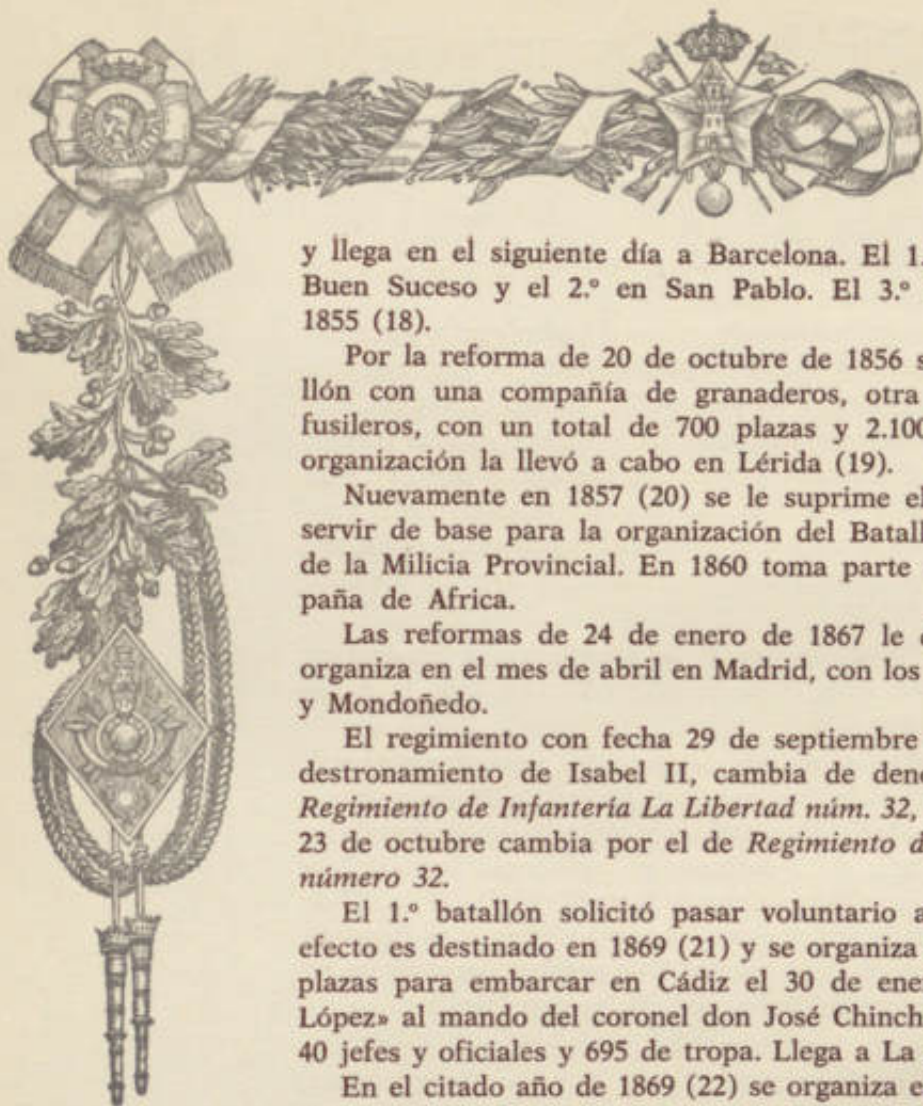 y llega en el siguiente día a Barcelona. El 1.
Buen Suceso y el 2.º en San Pablo. El 3.º
1855 (18).
Por la reforma de 20 de octubre de 1856 s
llón con una compañía de granaderos, otra
fusileros, con un total de 700 plazas y 2.100
organización la llevó a cabo en Lérida (19).
Nuevamente en 1857 (20) se le suprime el
servir de base para la organización del Batall
de la Milicia Provincial. En 1860 toma parte
paña de Africa.
Las reformas de 24 de enero de 1867 le
organiza en el mes de abril en Madrid, con los
y Mondoñedo.
El regimiento con fecha 29 de septiembre
destronamiento de Isabel II, cambia de den
Regimiento de Infantería La Libertad núm. 32,
23 de octubre cambia por el de Regimiento d
número 32.
El 1.º batallón solicitó pasar voluntario a
efecto es destinado en 1869 (21) y se organiza
plazas para embarcar en Cádiz el 30 de ene
López» al mando del coronel don José Chinch
40 jefes y oficiales y 695 de tropa. Llega a La
En el citado año de 1869 (22) se organiza e